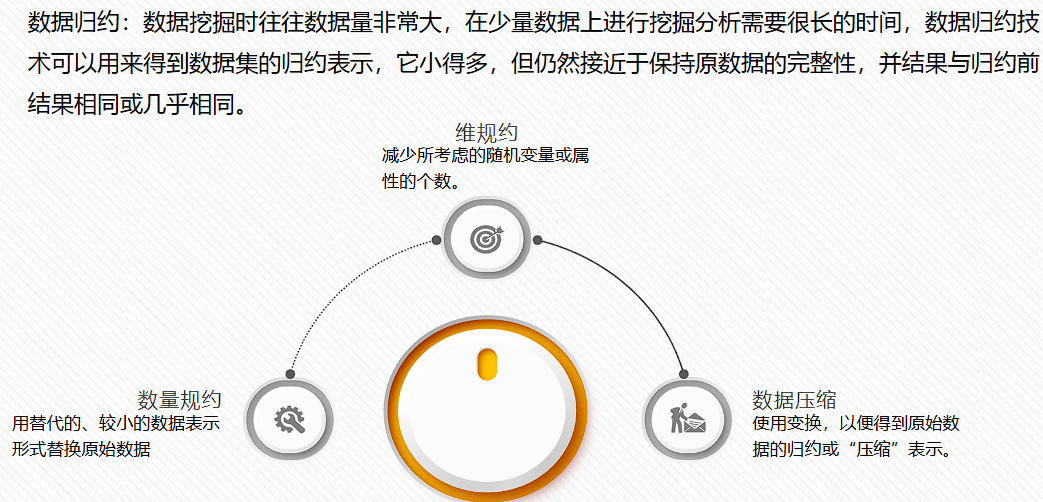 数据归约：数据挖掘时往往数据量非常大，在少量数据上进行挖掘分析需要很长的时间，数据归约技
术可以用来得到数据集的归约表示，它小得多，但仍然接近于保持原数据的完整性，并结果与归约前
结果相同或几乎相同。
维规约
减少所考虑的随机变量或属
性的个数。
数量规约
用替代的、较小的数据表示
形式替换原始数据
数据压缩
使用变换，以便得到原始数
据的归约或“压缩”表示。